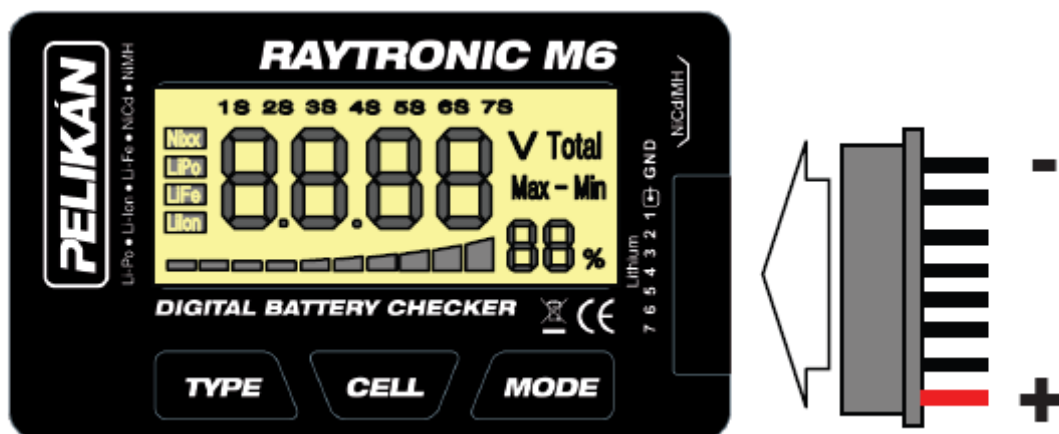 PELIKÁN
Li-Po • Li-Ion • Li-Fe • NiCd • NiMH
RAYTRONIC M6
1S 2S 3S 4S 5S 6S 7S
Nixx
LiPo
LiFe
LiIon
8.8.8.8
V Total
Max - Min
88 %
DIGITAL BATTERY CHECKER
CE
TYPE
CELL
MODE
NiCd/MH
Lithium
7 6 5 4 3 2 1 GND
-
+